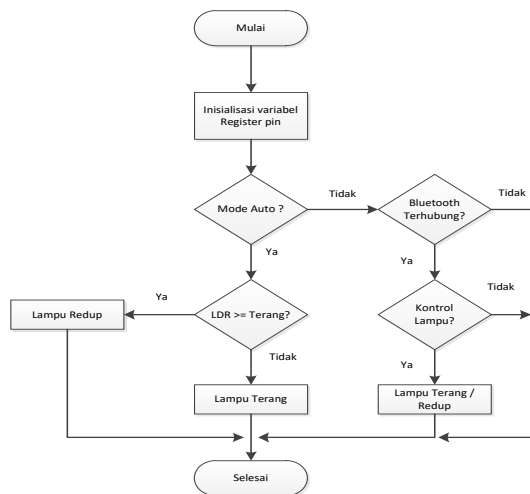 Mulai
Inisialisasi variabel
Register pin
Mode Auto ?
Tidak
Bluetooth
Terhubung?
Tidak
Ya
Ya
Lampu Redup
Ya
LDR >= Terang?
Kontrol
Lampu?
Tidak
Tidak
Ya
Lampu Terang
Lampu Terang /
Redup
Selesai